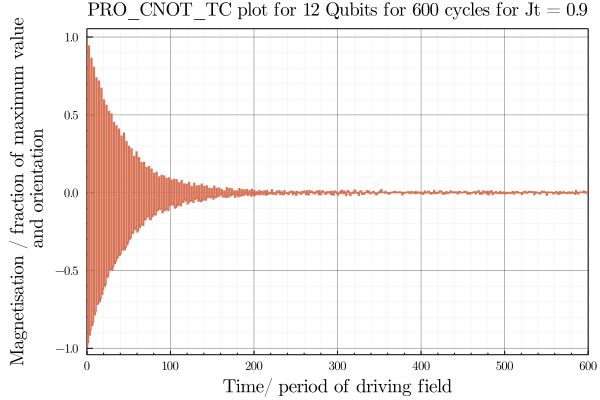 PRO_CNOT_TC plot for 12 Qubits for 600 cycles for Jt = 0.9
Magnetisation / fraction of maximum value
and orientation
1.0
0.5
0.0
−0.5
−1.0
0 100 200 300 400 500 600
Time/ period of driving field